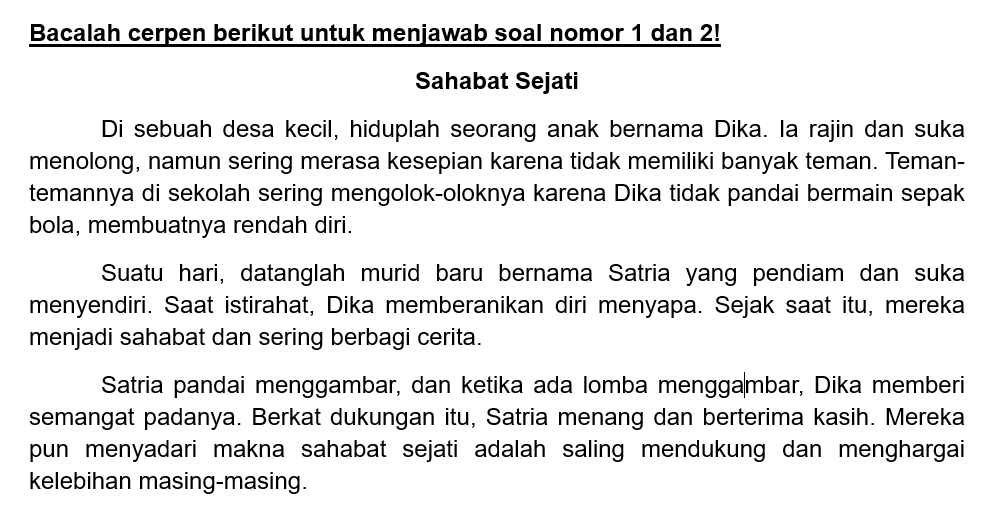 Bacalah cerpen berikut untuk menjawab soal nomor 1 dan 2!
Sahabat Sejati
Di sebuah desa kecil, hiduplah seorang anak bernama Dika. Ia rajin dan suka
menolong, namun sering merasa kesepian karena tidak memiliki banyak teman. Teman-
temannya di sekolah sering mengolok-oloknya karena Dika tidak pandai bermain sepak
bola, membuatnya rendah diri.
Suatu hari, datanglah murid baru bernama Satria yang pendiam dan suka
menyendiri. Saat istirahat, Dika memberanikan diri menyapa. Sejak saat itu, mereka
menjadi sahabat dan sering berbagi cerita.
Satria pandai menggambar, dan ketika ada lomba menggambar, Dika memberi
semangat padanya. Berkat dukungan itu, Satria menang dan berterima kasih. Mereka
pun menyadari makna sahabat sejati adalah saling mendukung dan menghargai
kelebihan masing-masing.